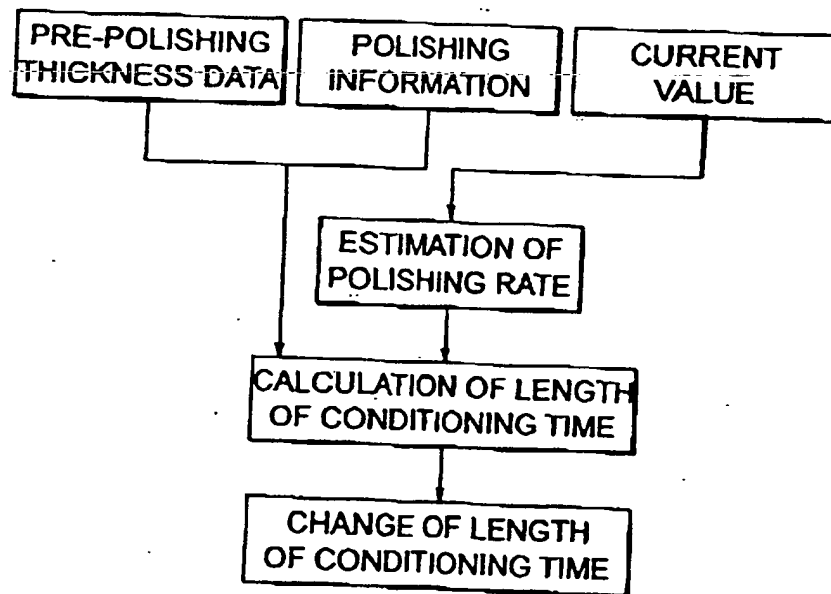 PRE-POLISHING
THICKNESS DATA
POLISHING
INFORMATION
CURRENT
VALUE
ESTIMATION OF
POLISHING RATE
CALCULATION OF LENGTH
OF CONDITIONING TIME
CHANGE OF LENGTH
OF CONDITIONING TIME